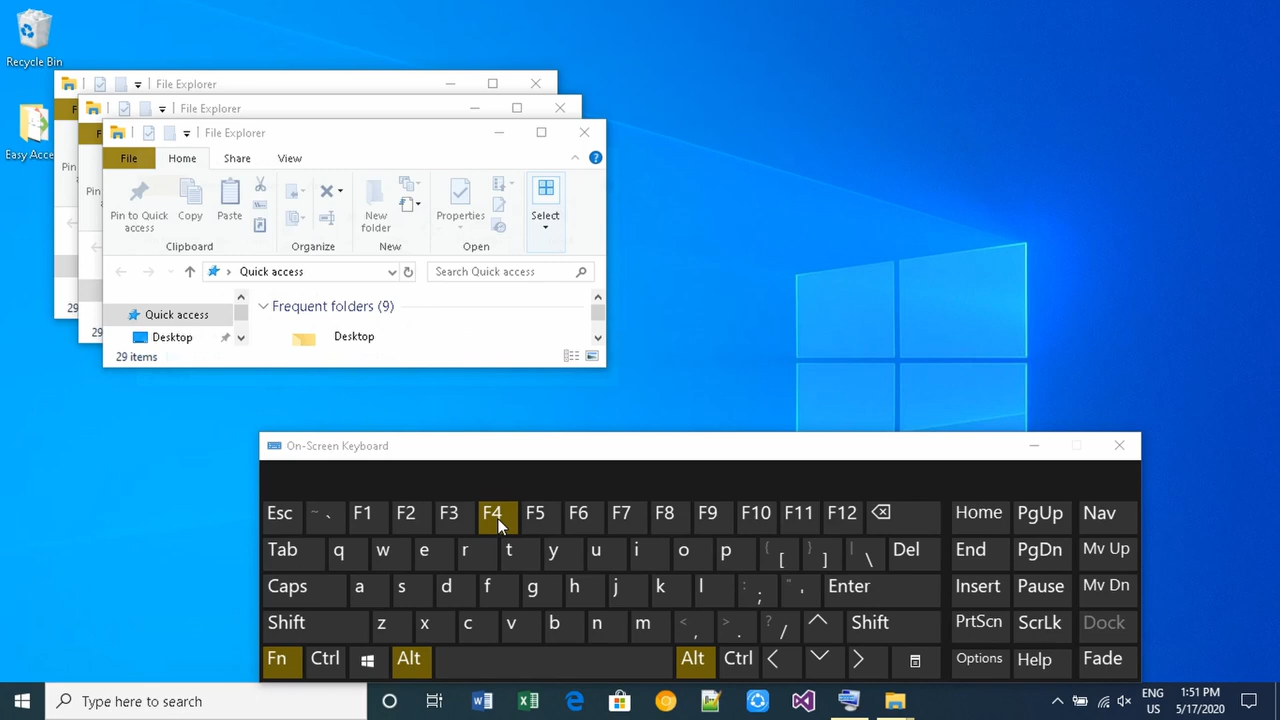 Recycle Bin
Easy Acce
File Explorer
File Explorer
File Explorer
F
F
File Home Share View
Pin
Pin
Pin to Quick access
Copy
Paste
Properties
New folder
Select
Clipboard
Organize
New
Open
Quick access
Search Quick access
Quick access
Frequent folders (9)
Desktop
Desktop
29
29
29 items
On-Screen Keyboard
Esc ~ ` F1 F2 F3 F4 F5 F6 F7 F8 F9 F10 F11 F12 Home PgUp Nav
Tab q w e r t y u i o p { [ } ] | \ Del End PgDn Mv Up
Caps a s d f g h j k l : ; " ' Enter Insert Pause Mv Dn
Shift z x c v b n m < , > . ? / Shift PrtScn ScrLk Dock
Fn Ctrl Alt Alt Ctrl Options Help Fade
Type here to search
ENG
US
1:51 PM
5/17/2020